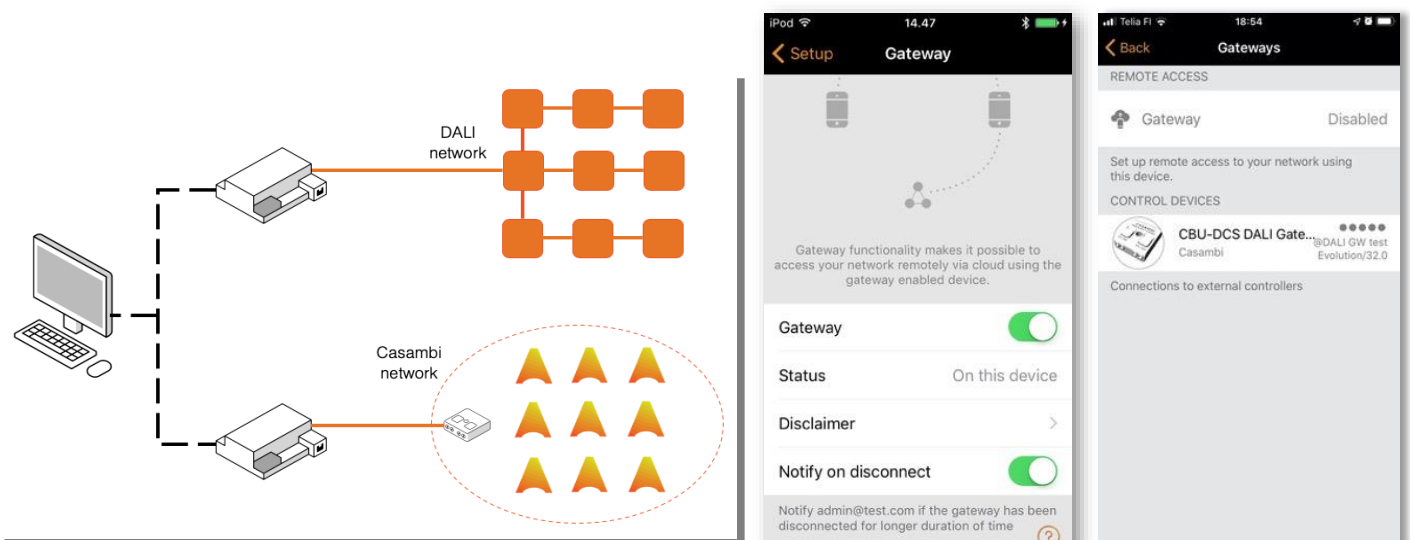 DALI
network
Casambi
network
iPod 14.47
Setup Gateway
Gateway functionality makes it possible to
access your network remotely via cloud using the
gateway enabled device.
Gateway
Status On this device
Disclaimer
Notify on disconnect
Notify admin@test.com if the gateway has been
disconnected for longer duration of time
?
Telia FI 18:54
Back Gateways
REMOTE ACCESS
Gateway Disabled
Set up remote access to your network using
this device.
CONTROL DEVICES
CBU-DCS DALI Gate...
@DALI GW test
Casambi Evolution/32.0
Connections to external controllers